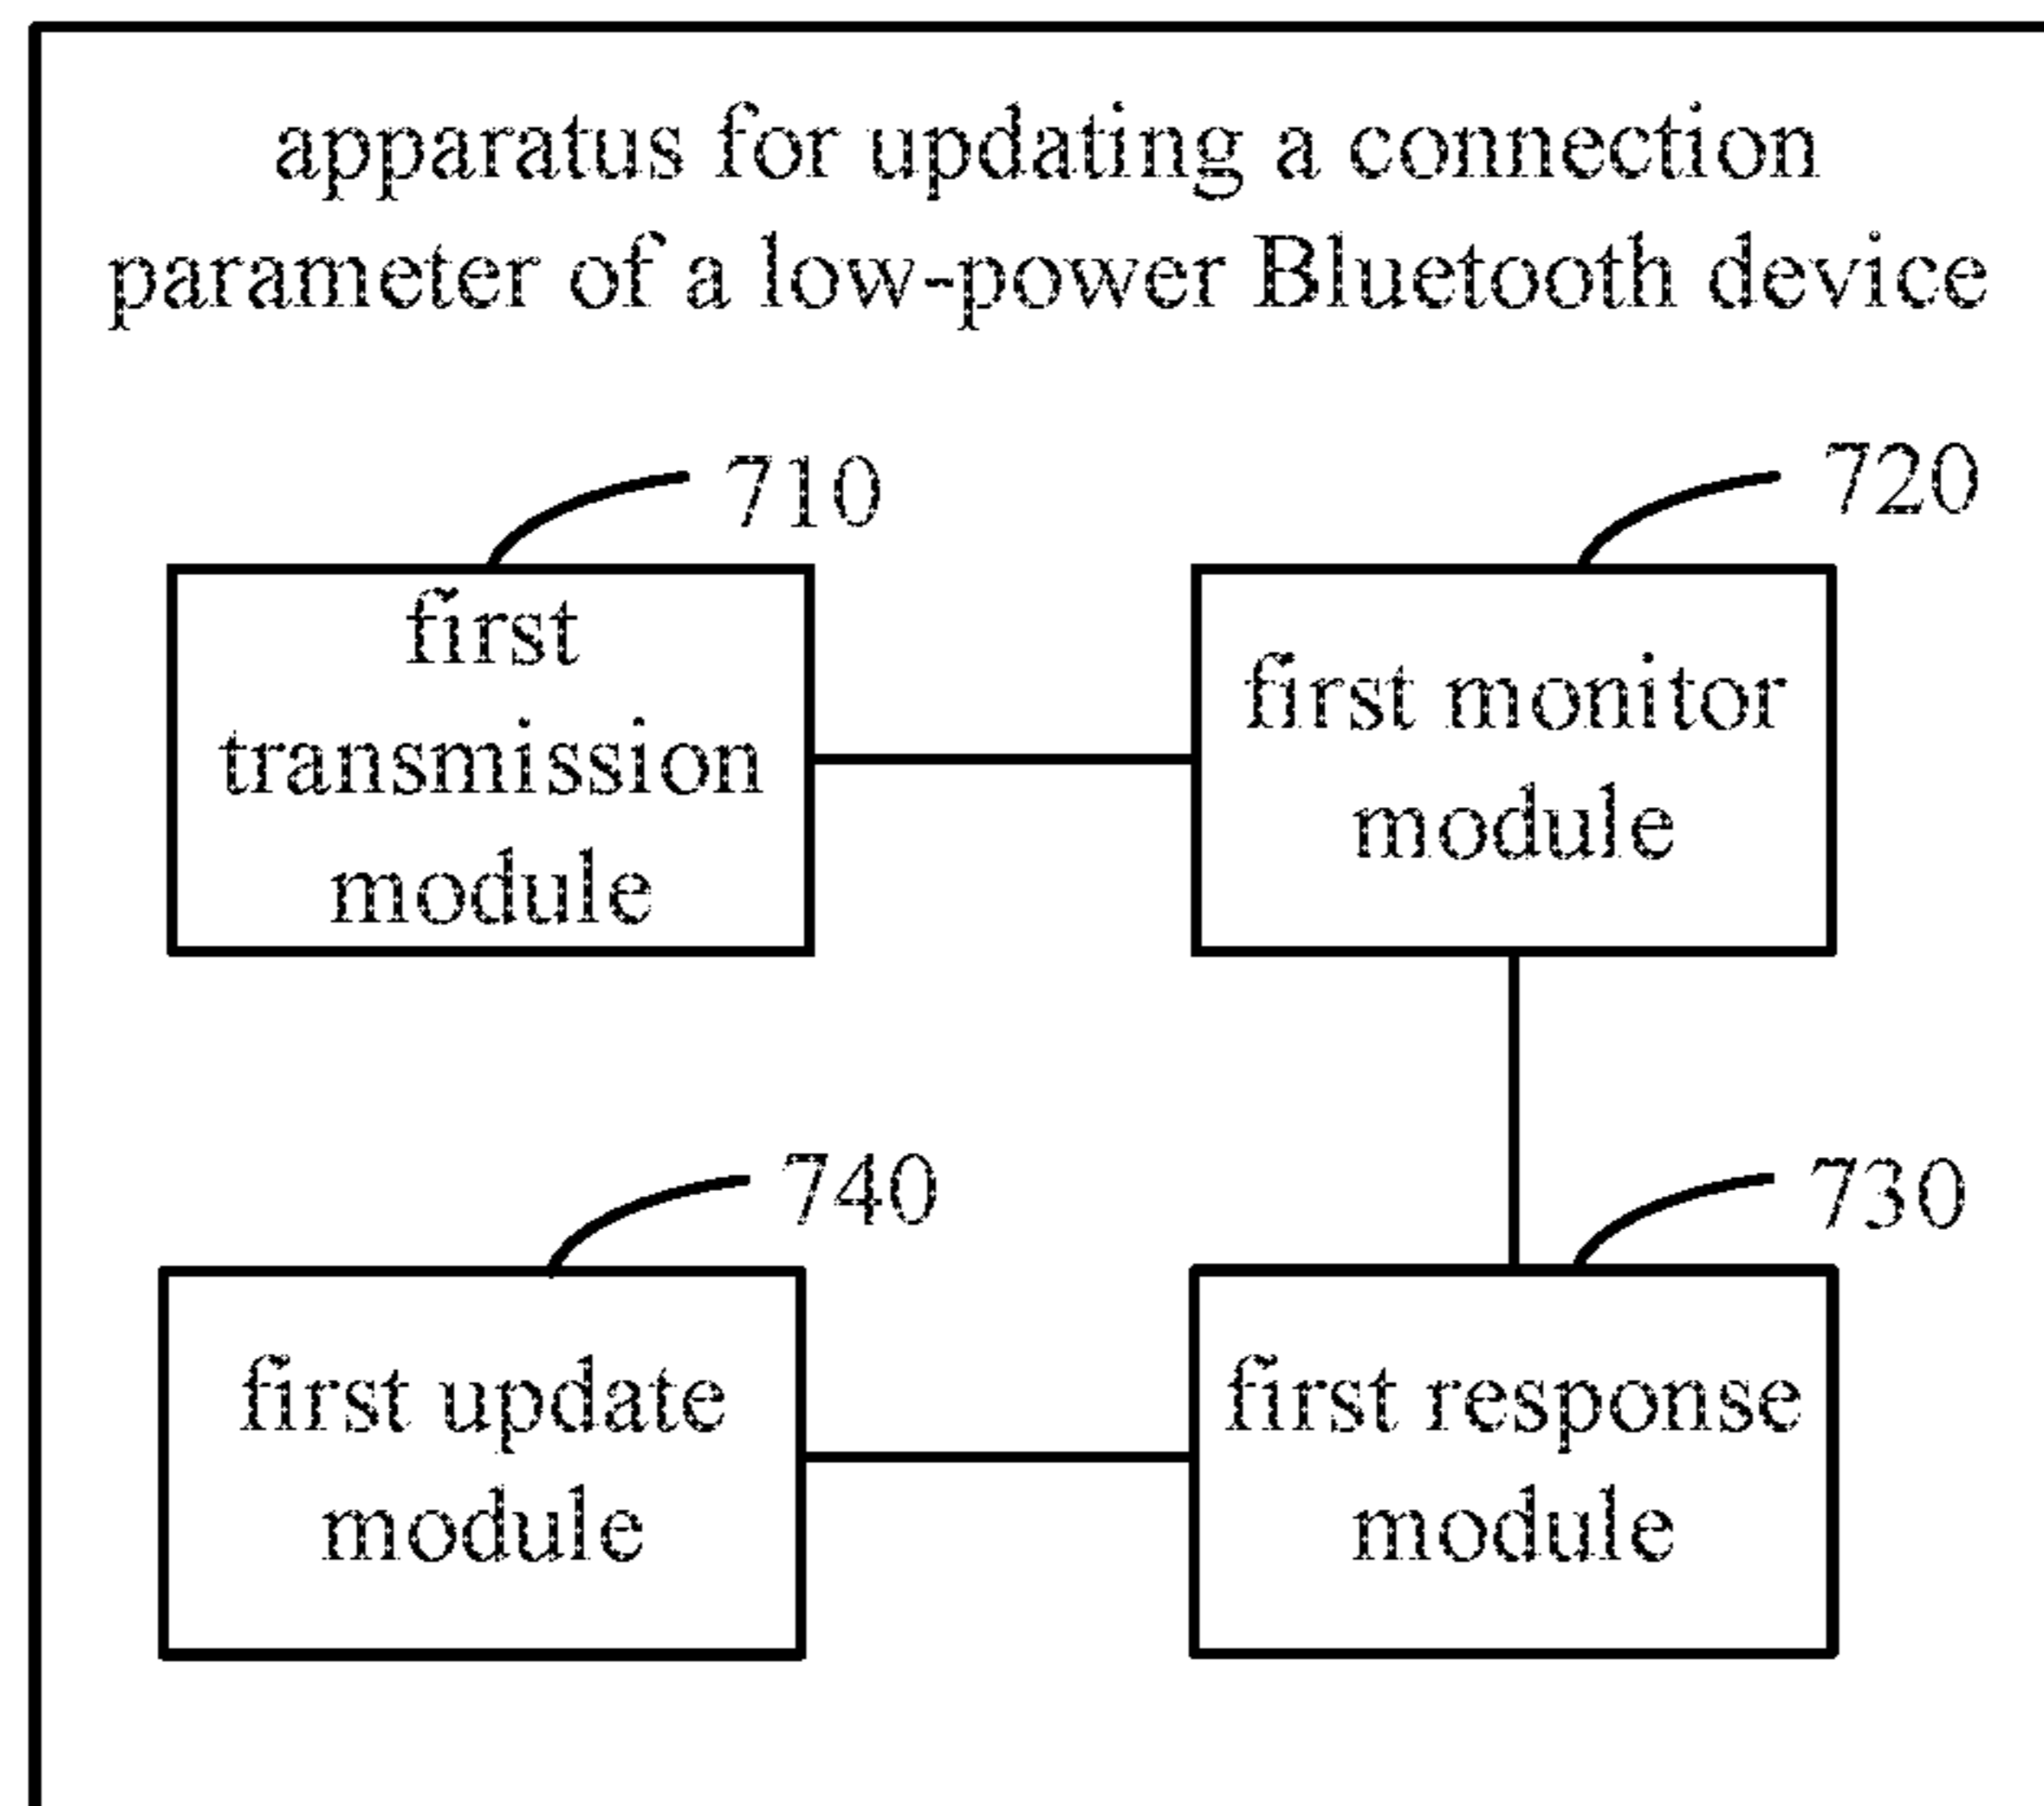 apparatus for updating a connection
parameter of a low-power Bluetooth device
710
720
first
transmission
module
first monitor
module
740
730
first update
module
first response
module